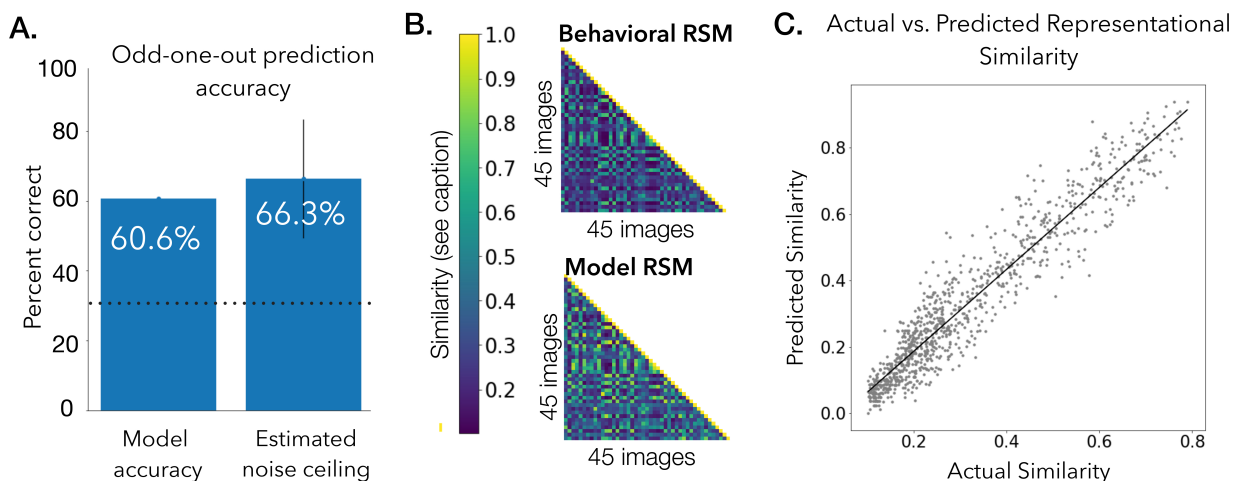 A.
Odd-one-out prediction
accuracy
Percent correct
100
80
60
40
20
0
60.6%
66.3%
Model
accuracy
Estimated
noise ceiling
B.
Similarity (see caption)
1.0
0.9
0.8
0.7
0.6
0.5
0.4
0.3
0.2
Behavioral RSM
45 images
45 images
Model RSM
45 images
45 images
C.
Actual vs. Predicted Representational
Similarity
Predicted Similarity
0.8
0.6
0.4
0.2
0.0
0.2
0.4
0.6
0.8
Actual Similarity